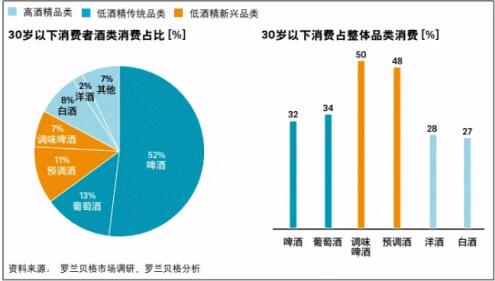 高酒精品类 低酒精传统品类 低酒精新兴品类
30岁以下消费者酒类消费占比 [%]
7%
其他
2%
洋酒
8%
白酒
7%
调味啤酒
11%
预调酒
13%
葡萄酒
52%
啤酒
30岁以下消费占整体品类消费 [%]
32 34 50 48 28 27
啤酒 葡萄酒 调味啤酒 预调酒 洋酒 白酒
资料来源： 罗兰贝格市场调研，罗兰贝格分析